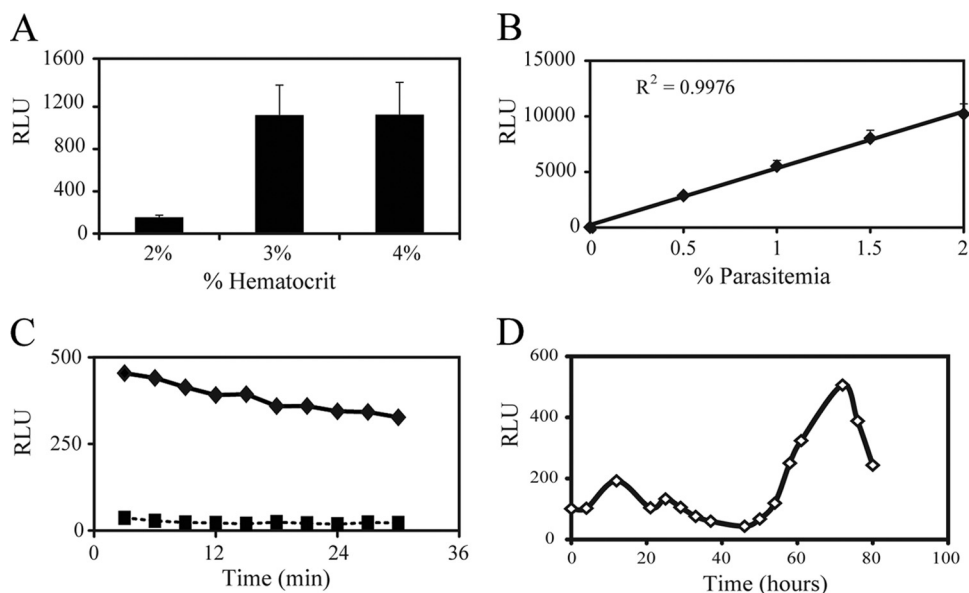 A
1600
1200
800
400
0
RLU
2%
3%
4%
% Hematocrit
B
15000
10000
5000
0
RLU
R² = 0.9976
0
0.5
1
1.5
2
% Parasitemia
C
500
250
0
RLU
0
12
24
36
Time (min)
D
600
400
200
0
RLU
0
20
40
60
80
100
Time (hours)